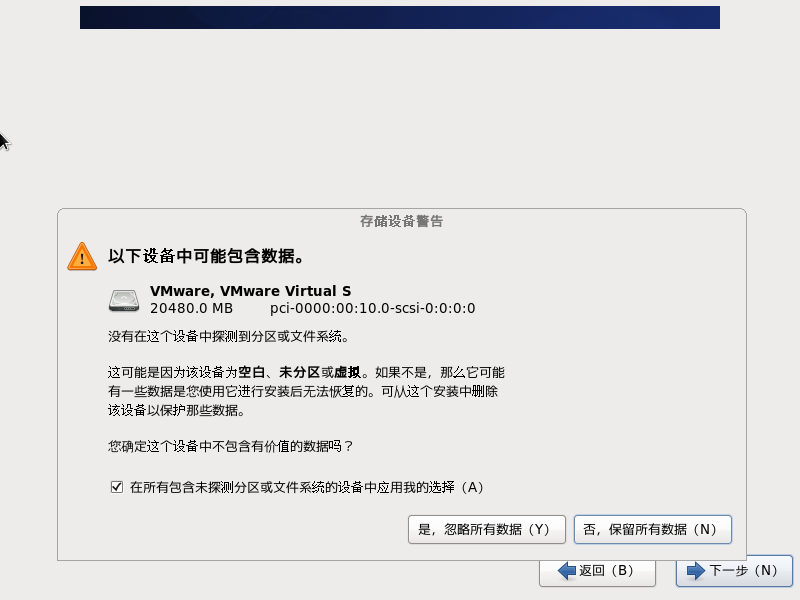 存储设备警告
以下设备中可能包含数据。
VMware, VMware Virtual S
20480.0 MB pci-0000:00:10.0-scsi-0:0:0:0
没有在这个设备中探测到分区或文件系统。
这可能是因为该设备为空白、未分区或虚拟。如果不是，那么它可能
有一些数据是您使用它进行安装后无法恢复的。可从这个安装中删除
该设备以保护那些数据。
您确定这个设备中不包含有价值的数据吗？
在所有包含未探测分区或文件系统的设备中应用我的选择（A）
是，忽略所有数据（Y） 否，保留所有数据（N）
返回（B） 下一步（N）